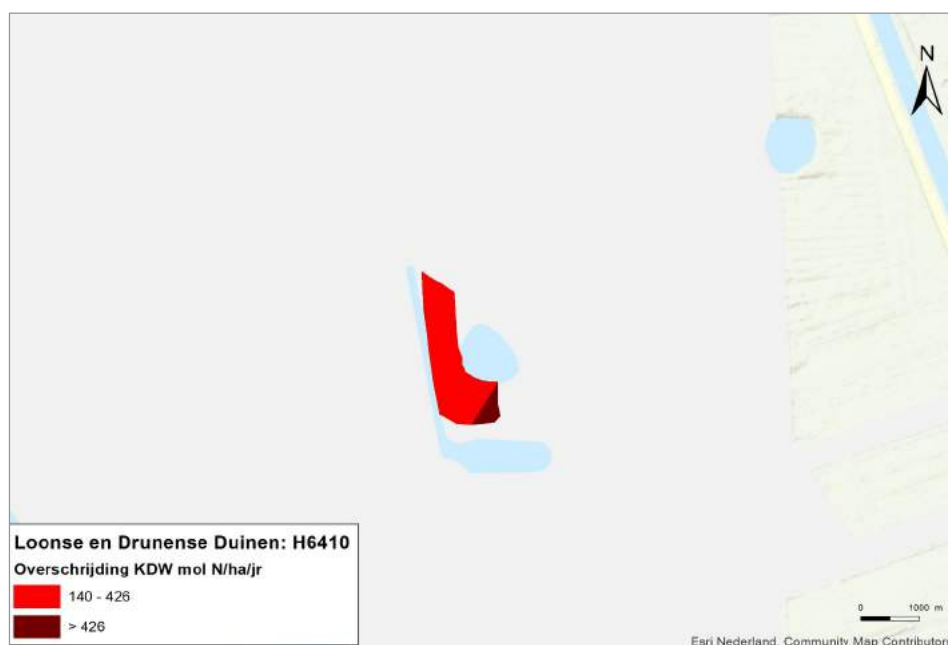 N
Loonse en Drunense Duinen: H6410
Overschrijding KDW mol N/ha/jr
140 - 426
> 426
0 1000 m
Esri Nederland, Community Map Contributors